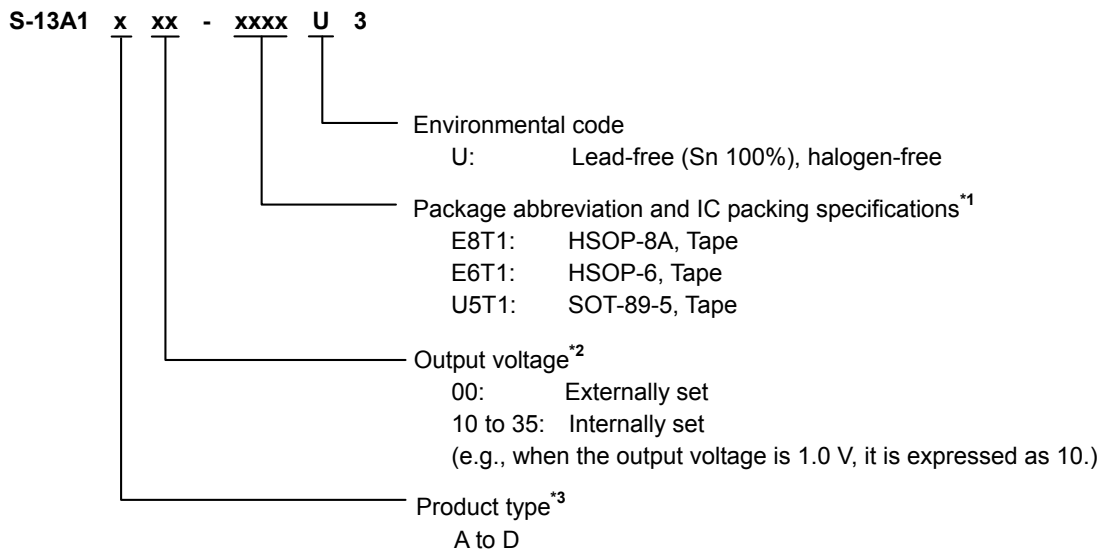 S-13A1 x xx - xxxx U 3
Environmental code
U: Lead-free (Sn 100%), halogen-free
Package abbreviation and IC packing specifications*1
E8T1: HSOP-8A, Tape
E6T1: HSOP-6, Tape
U5T1: SOT-89-5, Tape
Output voltage*2
00: Externally set
10 to 35: Internally set
(e.g., when the output voltage is 1.0 V, it is expressed as 10.)
Product type*3
A to D